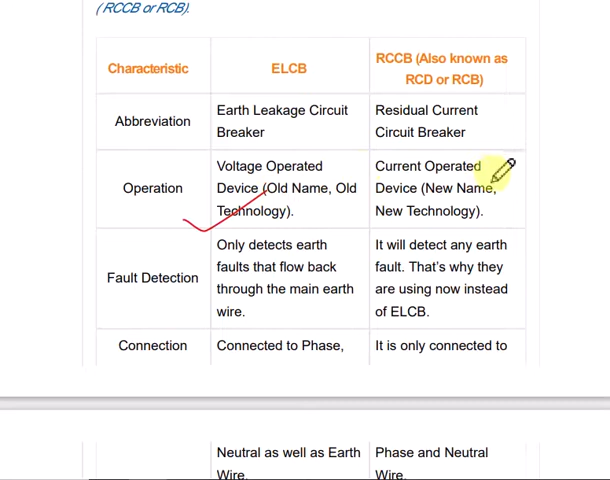 (RCCB or RCB).
Characteristic
ELCB
RCCB (Also known as
RCD or RCB)
Abbreviation
Earth Leakage Circuit
Breaker
Residual Current
Circuit Breaker
Operation
Voltage Operated
Device (Old Name, Old
Technology).
Current Operated
Device (New Name,
New Technology).
Fault Detection
Only detects earth
faults that flow back
through the main earth
wire.
It will detect any earth
fault. That's why they
are using now instead
of ELCB.
Connection
Connected to Phase,
Neutral as well as Earth
Wire.
It is only connected to
Phase and Neutral
Wire.